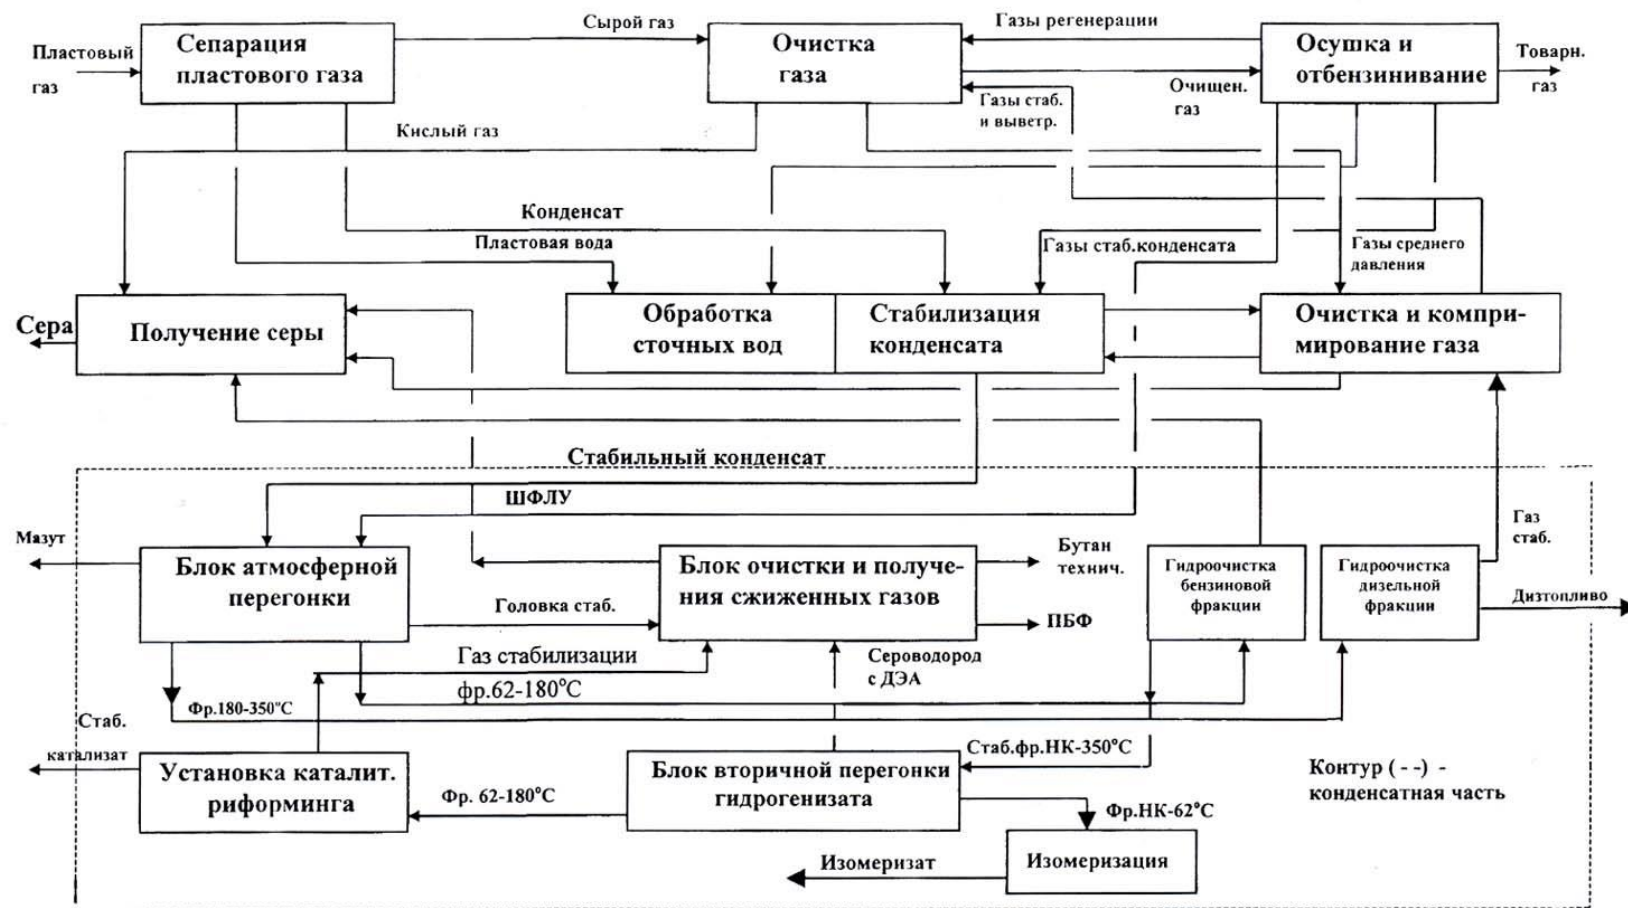 Сырой газ
Газы регенерации
Пластовый
газ
Сепарация
пластового газа
Очистка
газа
Осушка и
отбензинивание
Товарн.
газ
Очищен.
газ
Газы стаб.
и выветр.
Кислый газ
Конденсат
Пластовая вода
Газы стаб.конденсата
Газы среднего
давления
Сера
Получение серы
Обработка
сточных вод
Стабилизация
конденсата
Очистка и компри-
мирование газа
Стабильный конденсат
ШФЛУ
Мазут
Блок атмосферной
перегонки
Головка стаб.
Блок очистки и получе-
ния сжиженных газов
Бутан
технич.
ПБФ
Гидроочистка
бензиновой
фракции
Гидроочистка
дизельной
фракции
Газ
стаб.
Дизтопливо
Газ стабилизации
фр.62-180°С
Сероводород
с ДЭА
Фр.180-350°С
Стаб.
катализат
Установка каталит.
риформинга
Фр. 62-180°С
Блок вторичной перегонки
гидрогенизата
Стаб.фр.НК-350°С
Фр.НК-62°С
Контур ( - -) -
конденсатная часть
Изомеризат
Изомеризация